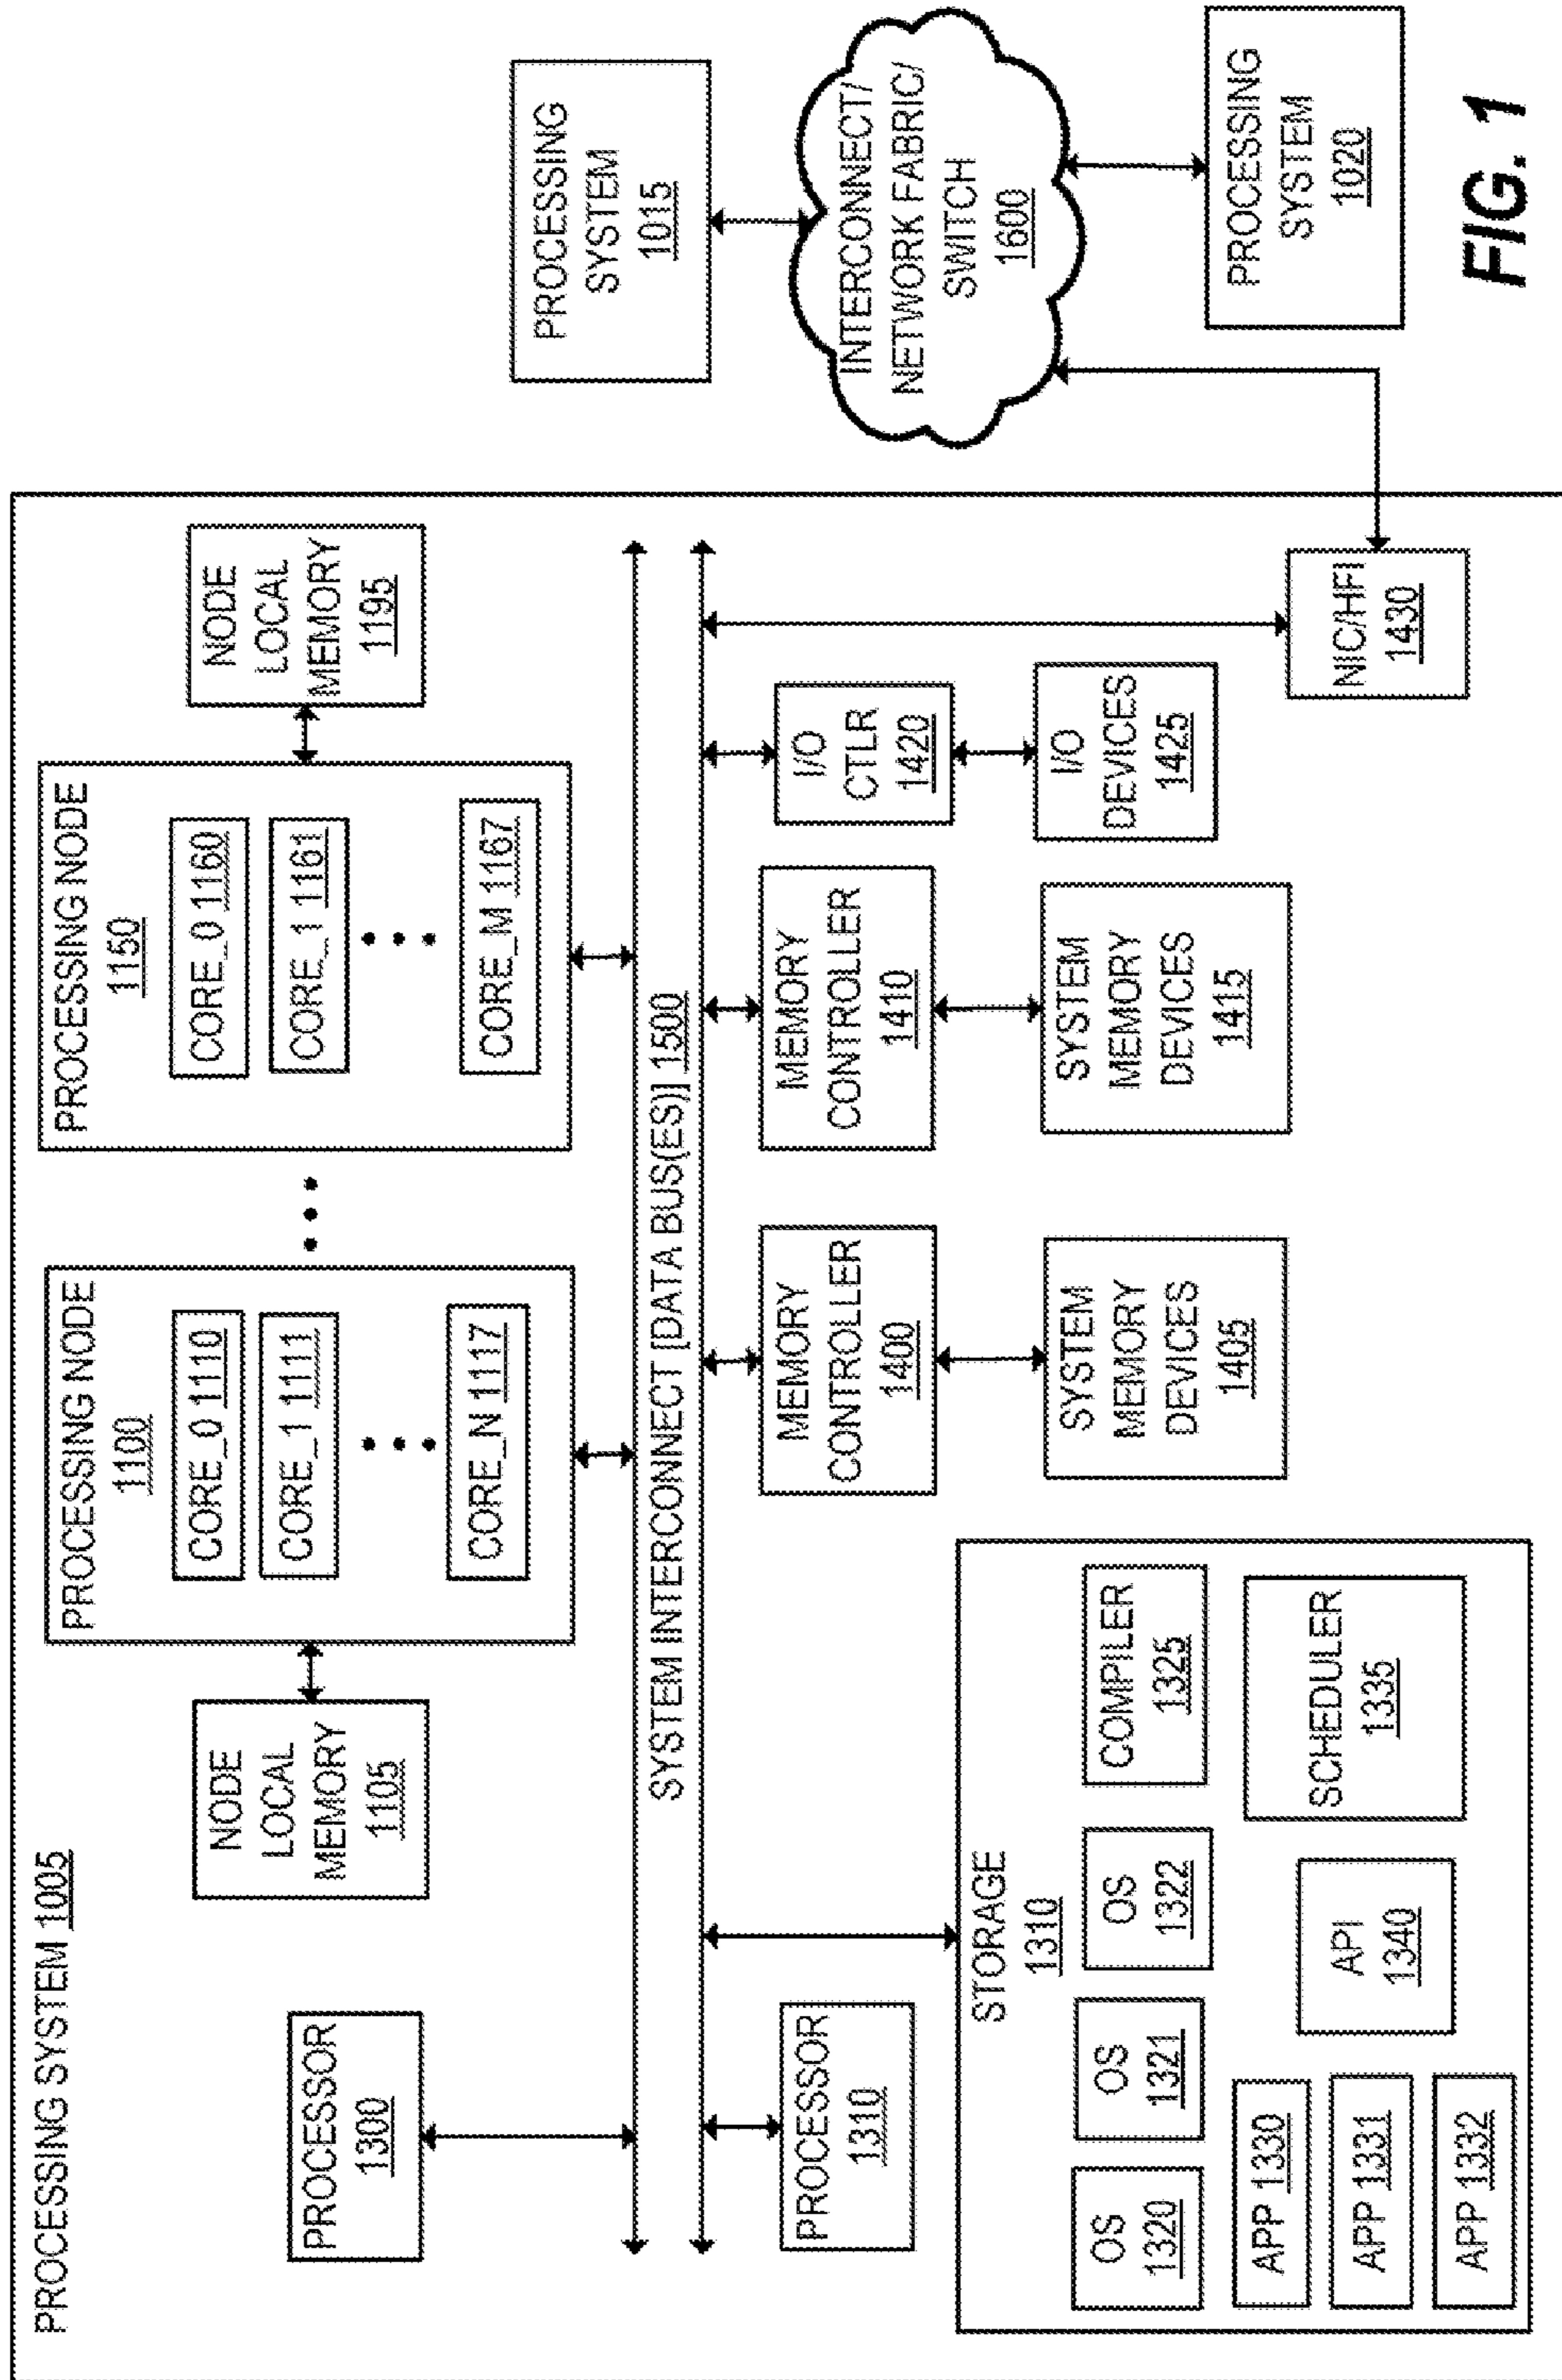 PROCESSING SYSTEM 1005
PROCESSOR
1300
NODE
LOCAL
MEMORY
1105
PROCESSING NODE
1100
CORE_0 1110
CORE_1 1111
CORE_N 1117
PROCESSING NODE
1150
CORE_0 1160
CORE_1 1161
CORE_M 1167
NODE
LOCAL
MEMORY
1195
SYSTEM INTERCONNECT [DATA BUS(ES)] 1500
PROCESSOR
1310
STORAGE
1310
OS
1320
OS
1321
OS
1322
COMPILER
1325
APP 1330
APP 1331
APP 1332
API
1340
SCHEDULER
1335
MEMORY
CONTROLLER
1400
SYSTEM
MEMORY
DEVICES
1405
MEMORY
CONTROLLER
1410
SYSTEM
MEMORY
DEVICES
1415
I/O
CTLR
1420
I/O
DEVICES
1425
NIC/HFI
1430
PROCESSING
SYSTEM
1015
INTERCONNECT/
NETWORK FABRIC/
SWITCH
1600
PROCESSING
SYSTEM
1020
FIG. 1